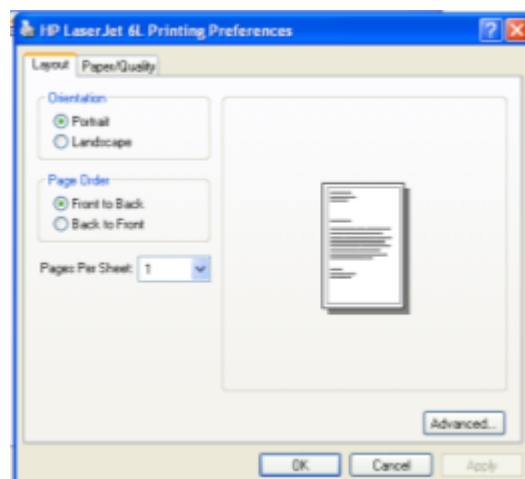 HP LaserJet 6L Printing Preferences
Layout Paper/Quality
Orientation
Portrait
Landscape
Page Order
Front to Back
Back to Front
Pages Per Sheet: 1
Advanced...
OK Cancel Apply